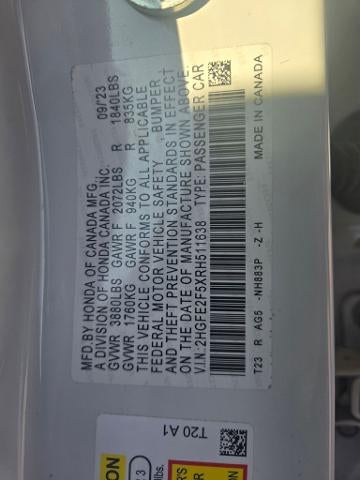 MFD.BY HONDA OF CANADA MFG. 09/23
A DIVISION OF HONDA CANADA INC.
GVWR 3880LBS GAWR F 2072LBS R 1840LBS
GVWR 1760KG GAWR F 940KG R 835KG
THIS VEHICLE CONFORMS TO ALL APPLICABLE
FEDERAL MOTOR VEHICLE SAFETY, BUMPER,
AND THEFT PREVENTION STANDARDS IN EFFECT
ON THE DATE OF MANUFACTURE SHOWN ABOVE.
V.I.N:2HGFE2F5XRH511638 TYPE: PASSENGER CAR
T23 R AG5 -NH883P -Z -H MADE IN CANADA
T20 A1